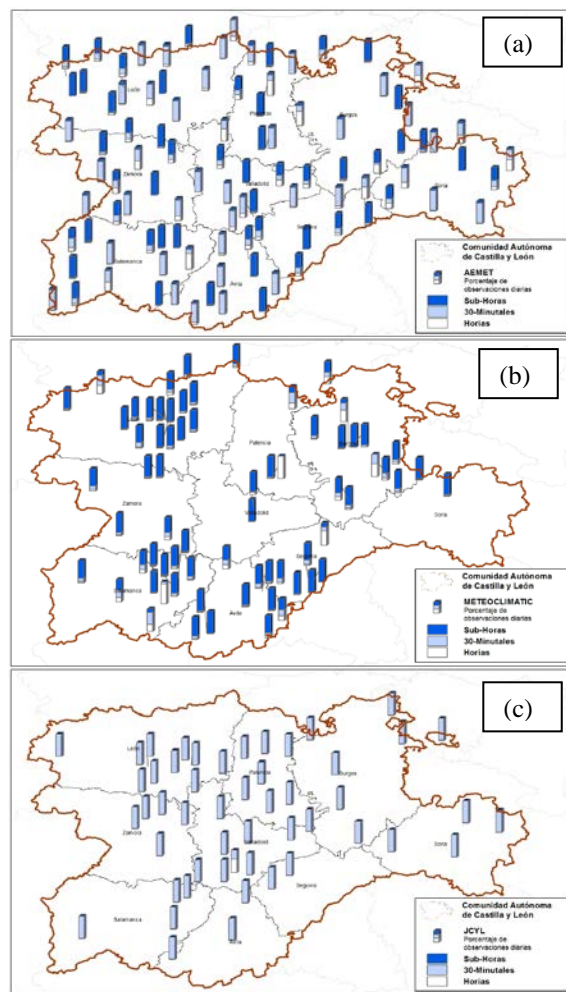 (a)
León
Palencia
Burgos
Zamora
Valladolid
Soria
Segovia
Salamanca
Avila
Comunidad Autónoma
de Castilla y León
AEMET
Porcentaje de
observaciones diarias
Sub-Horas
30-Minutales
Horias
(b)
Palencia
Zamora
Valladolid
Soria
Segovia
Salamanca
Avila
Comunidad Autónoma
de Castilla y León
METEOCLIMATIC
Porcentaje de
observaciones diarias
Sub-Horas
30-Minutales
Horias
(c)
León
Palencia
Burgos
Zamora
Valladolid
Soria
Segovia
Salamanca
Avila
Comunidad Autónoma
de Castilla y León
JCYL
Porcentaje de
observaciones diarias
Sub-Horas
30-Minutales
Horias